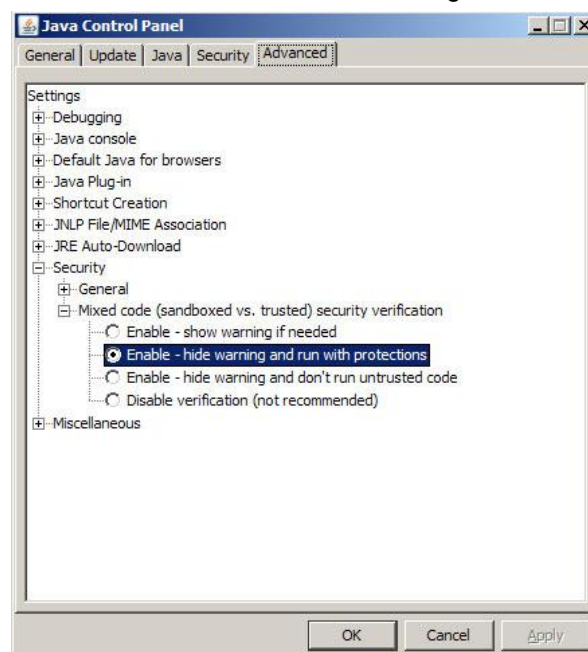 Java Control Panel
General Update Java Security Advanced
Settings
Debugging
Java console
Default Java for browsers
Java Plug-in
Shortcut Creation
JNLP File/MIME Association
JRE Auto-Download
Security
General
Mixed code (sandboxed vs. trusted) security verification
Enable - show warning if needed
Enable - hide warning and run with protections
Enable - hide warning and don't run untrusted code
Disable verification (not recommended)
Miscellaneous
OK Cancel Apply